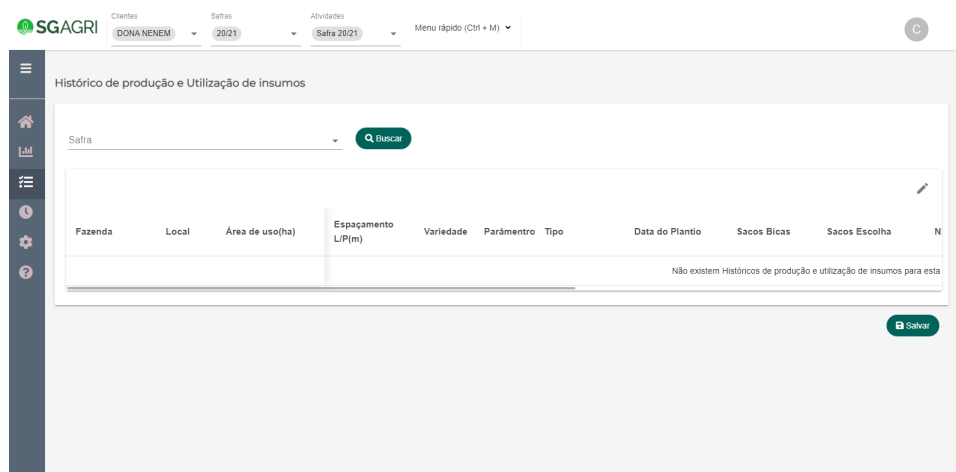 SGAGRI
Clientes
DONA NENEM
Safras
20/21
Atividades
Safra 20/21
Menu rápido (Ctrl + M)
C
Histórico de produção e Utilização de insumos
Safra
Buscar
Fazenda
Local
Área de uso(ha)
Espaçamento
L/P(m)
Variedade
Parâmentro
Tipo
Data do Plantio
Sacos Bicas
Sacos Escolha
N
Não existem Históricos de produção e utilização de insumos para esta
Salvar